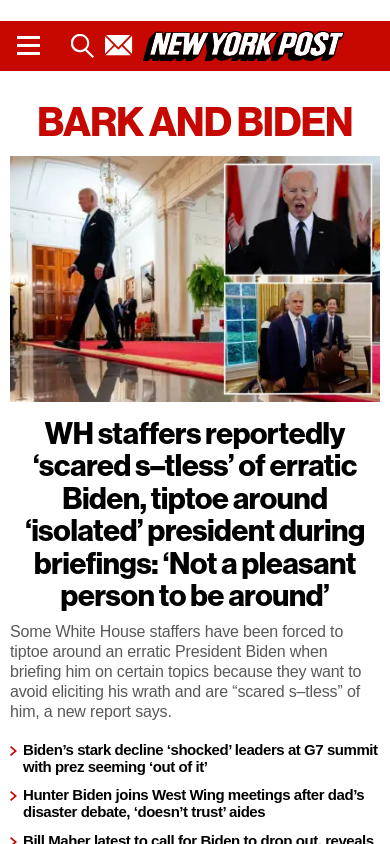 NEW YORK POST
BARK AND BIDEN
WH staffers reportedly
‘scared s–tless’ of erratic
Biden, tiptoe around
‘isolated’ president during
briefings: ‘Not a pleasant
person to be around’
Some White House staffers have been forced to
tiptoe around an erratic President Biden when
briefing him on certain topics because they want to
avoid eliciting his wrath and are “scared s–tless” of
him, a new report says.
Biden’s stark decline ‘shocked’ leaders at G7 summit
with prez seeming ‘out of it’
Hunter Biden joins West Wing meetings after dad’s
disaster debate, ‘doesn’t trust’ aides
Bill Maher latest to call for Biden to drop out, reveals